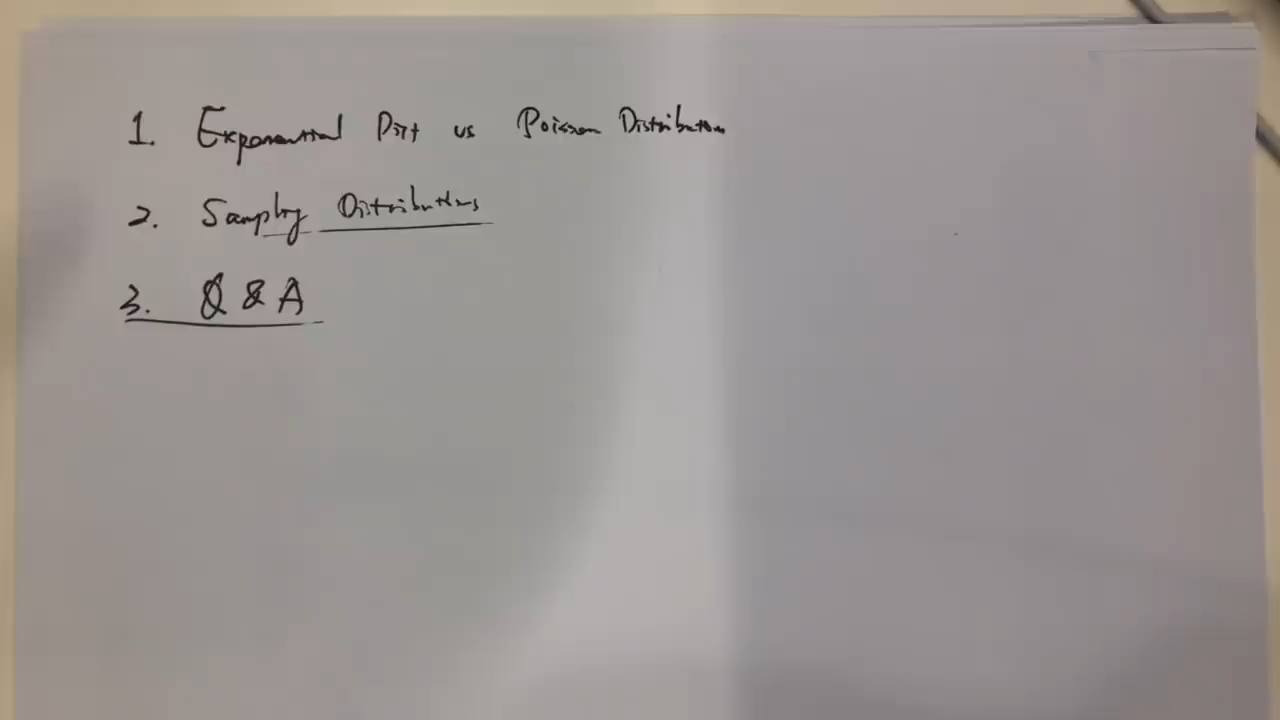 1. Exponential Dist vs Poisson Distribution
2. Sampling Distributions
3. Q & A